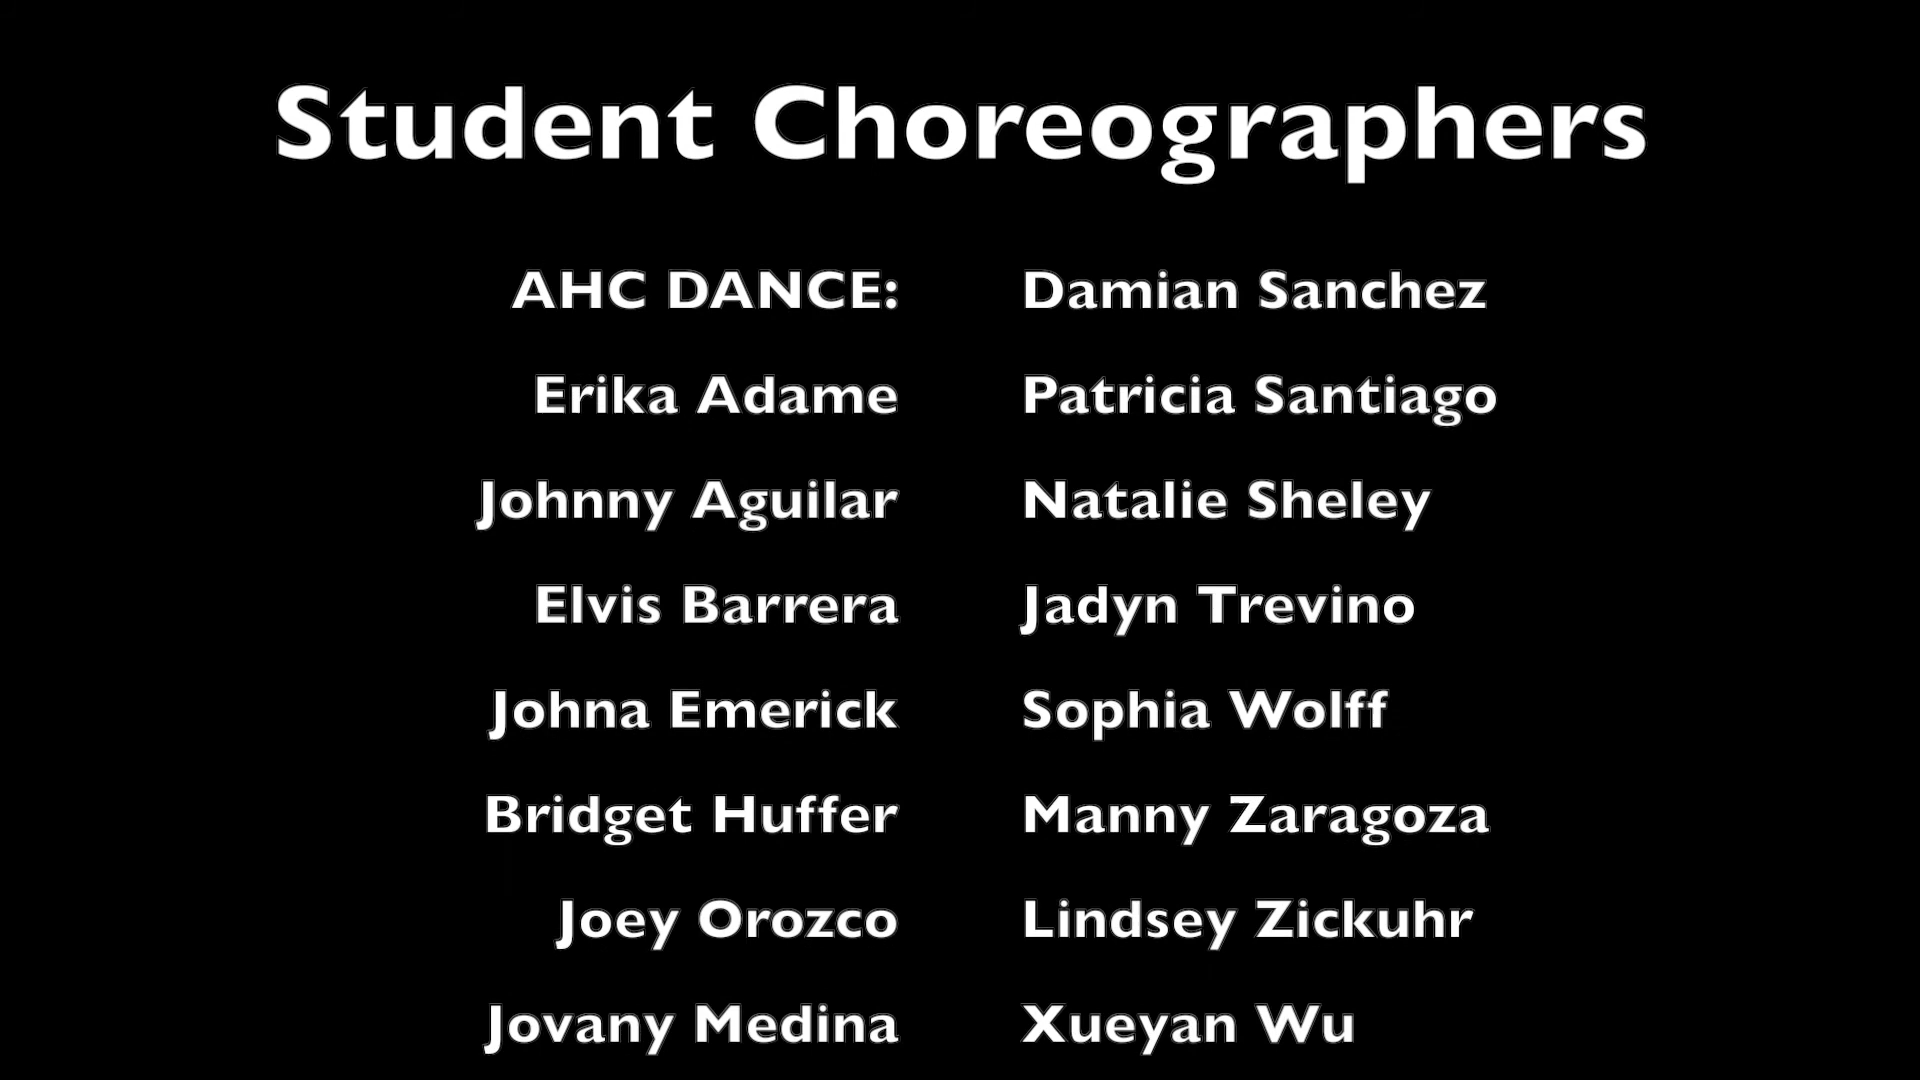 Student Choreographers
AHC DANCE:
Erika Adame
Johnny Aguilar
Elvis Barrera
Johna Emerick
Bridget Huffer
Joey Orozco
Jovany Medina
Damian Sanchez
Patricia Santiago
Natalie Sheley
Jadyn Trevino
Sophia Wolff
Manny Zaragoza
Lindsey Zickuhr
Xueyan Wu